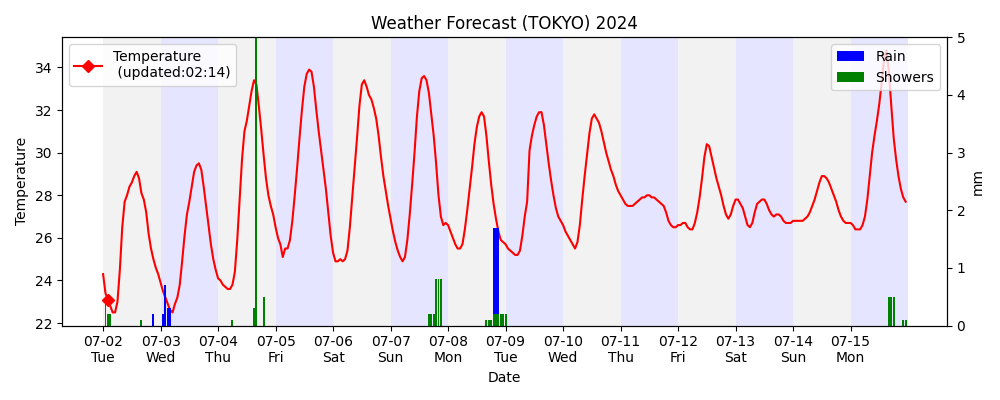 Weather Forecast (TOKYO) 2024
Temperature
(updated:02:14)
Rain
Showers
Temperature
34
32
30
28
26
24
22
5
4
3
2
1
0
mm
07-02 07-03 07-04 07-05 07-06 07-07 07-08 07-09 07-10 07-11 07-12 07-13 07-14 07-15
Tue Wed Thu Fri Sat Sun Mon Tue Wed Thu Fri Sat Sun Mon
Date